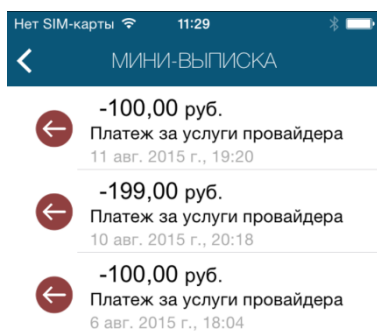 Нет SIM-карты 11:29
МИНИ-ВЫПИСКА
-100,00 руб.
Платеж за услуги провайдера
11 авг. 2015 г., 19:20
-199,00 руб.
Платеж за услуги провайдера
10 авг. 2015 г., 20:18
-100,00 руб.
Платеж за услуги провайдера
6 авг. 2015 г., 18:04